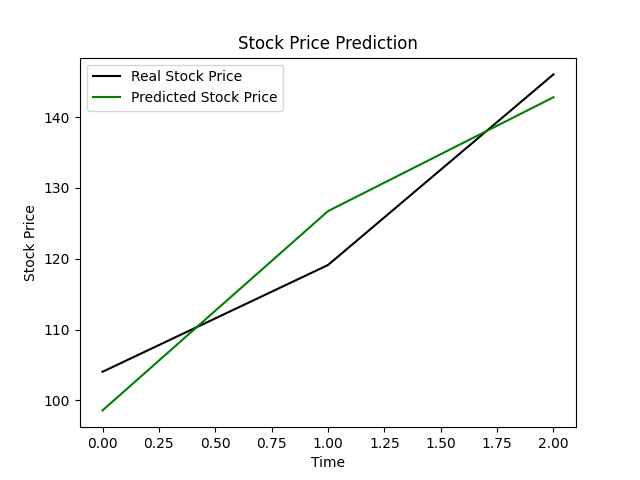 Stock Price Prediction
Real Stock Price
Predicted Stock Price
Stock Price
140
130
120
110
100
0.00 0.25 0.50 0.75 1.00 1.25 1.50 1.75 2.00
Time